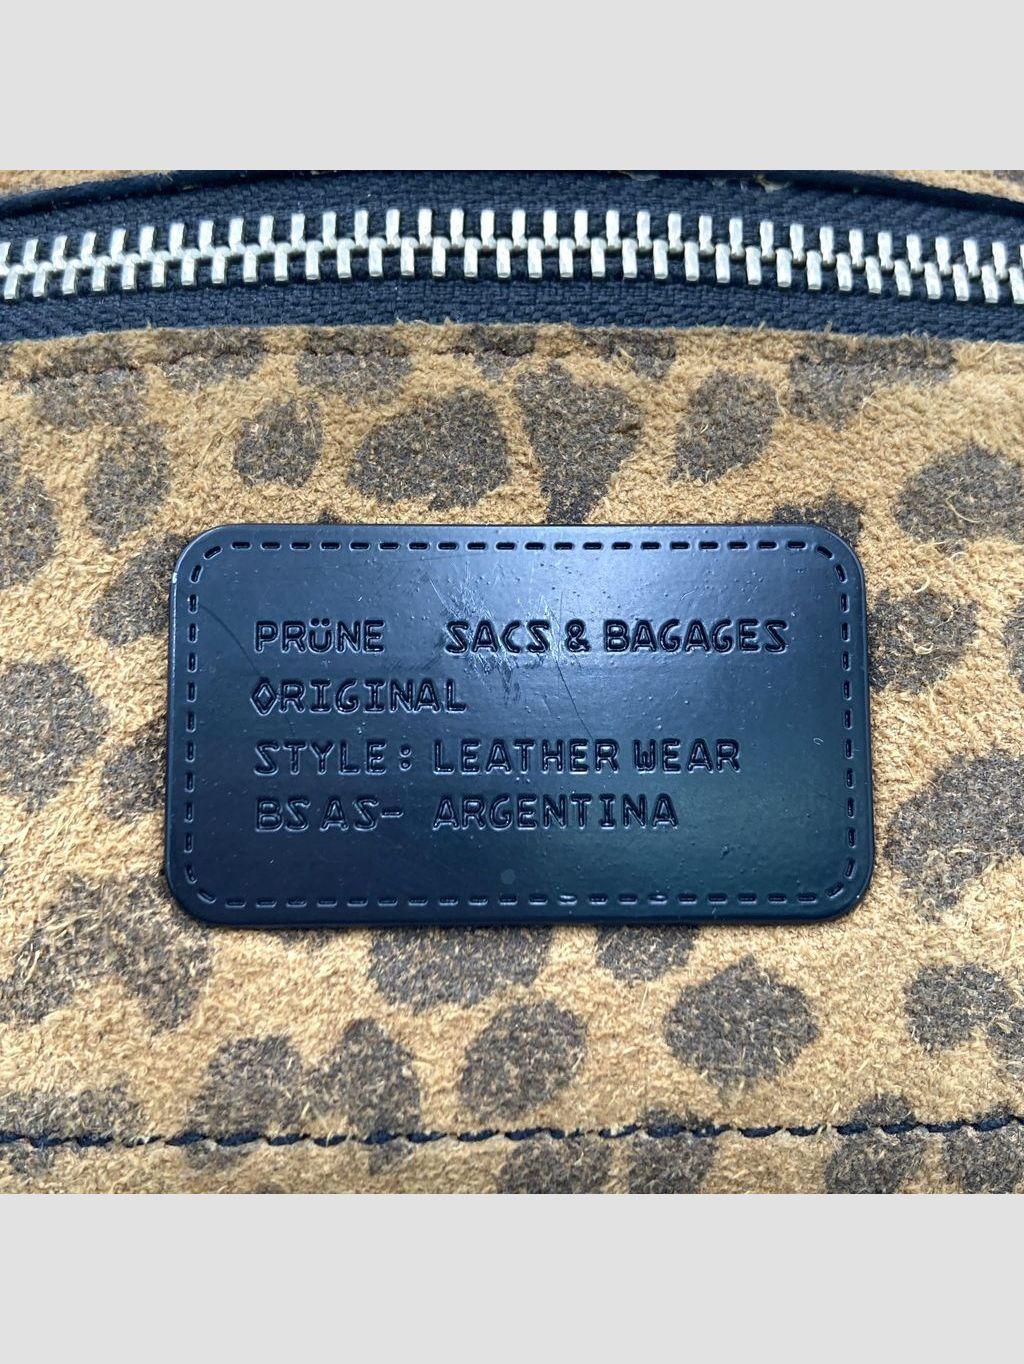 PRÜNE SACS & BAGAGES
ORIGINAL
STYLE: LEATHER WEAR
BS AS- ARGENTINA